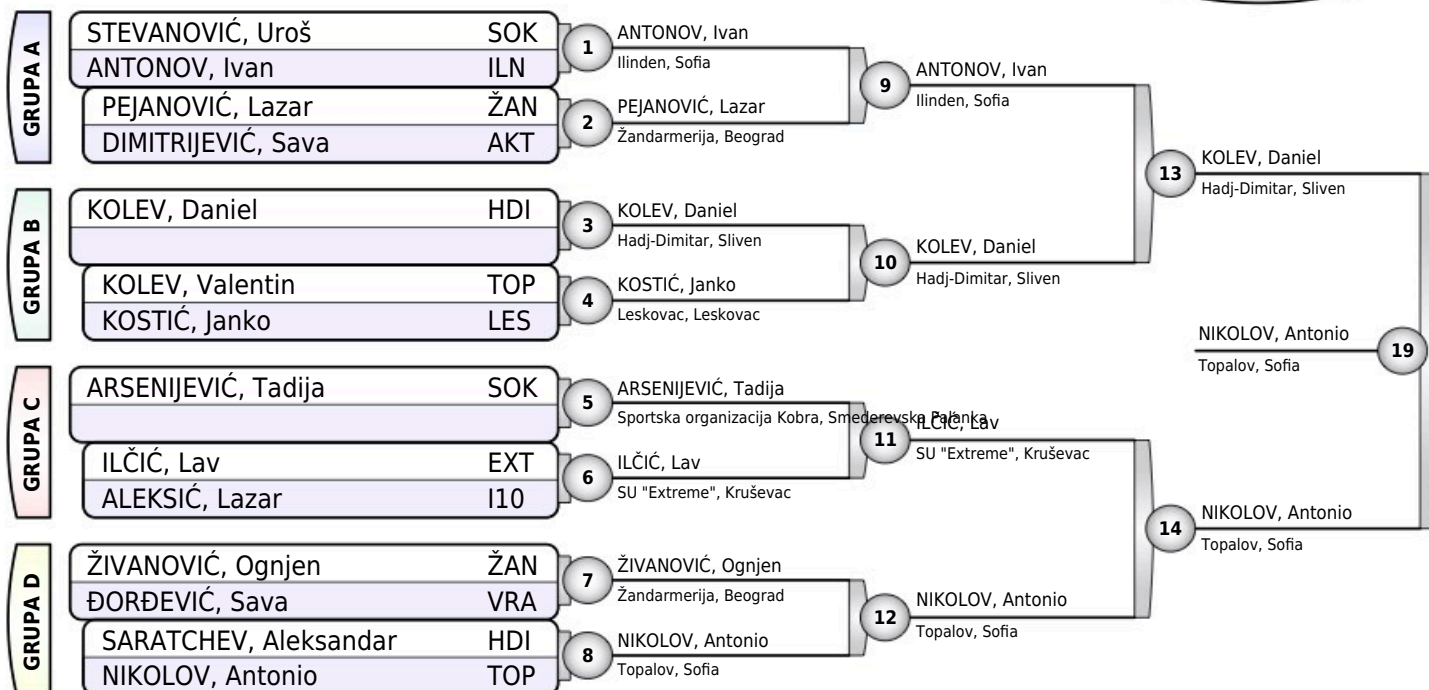 GRUPA A
STEVANOVIĆ, Uroš SOK
ANTONOV, Ivan ILN
PEJANOVIĆ, Lazar ŽAN
DIMITRIJEVIĆ, Sava AKT
1
ANTONOV, Ivan
Ilinden, Sofia
2
PEJANOVIĆ, Lazar
Žandarmerija, Beograd
9
ANTONOV, Ivan
Ilinden, Sofia
GRUPA B
KOLEV, Daniel HDI
KOLEV, Valentin TOP
KOSTIĆ, Janko LES
3
KOLEV, Daniel
Hadj-Dimitar, Sliven
4
KOSTIĆ, Janko
Leskovac, Leskovac
10
KOLEV, Daniel
Hadj-Dimitar, Sliven
13
KOLEV, Daniel
Hadj-Dimitar, Sliven
GRUPA C
ARSENIJEVIĆ, Tadija SOK
ILČIĆ, Lav EXT
ALEKSIĆ, Lazar I10
5
ARSENIJEVIĆ, Tadija
Sportska organizacija Kobra, Smederevska Palanka
6
ILČIĆ, Lav
SU "Extreme", Kruševac
11
ILČIĆ, Lav
SU "Extreme", Kruševac
GRUPA D
ŽIVANOVIĆ, Ognjen ŽAN
ĐORĐEVIĆ, Sava VRA
SARATCHEV, Aleksandar HDI
NIKOLOV, Antonio TOP
7
ŽIVANOVIĆ, Ognjen
Žandarmerija, Beograd
8
NIKOLOV, Antonio
Topalov, Sofia
12
NIKOLOV, Antonio
Topalov, Sofia
14
NIKOLOV, Antonio
Topalov, Sofia
NIKOLOV, Antonio
Topalov, Sofia
19